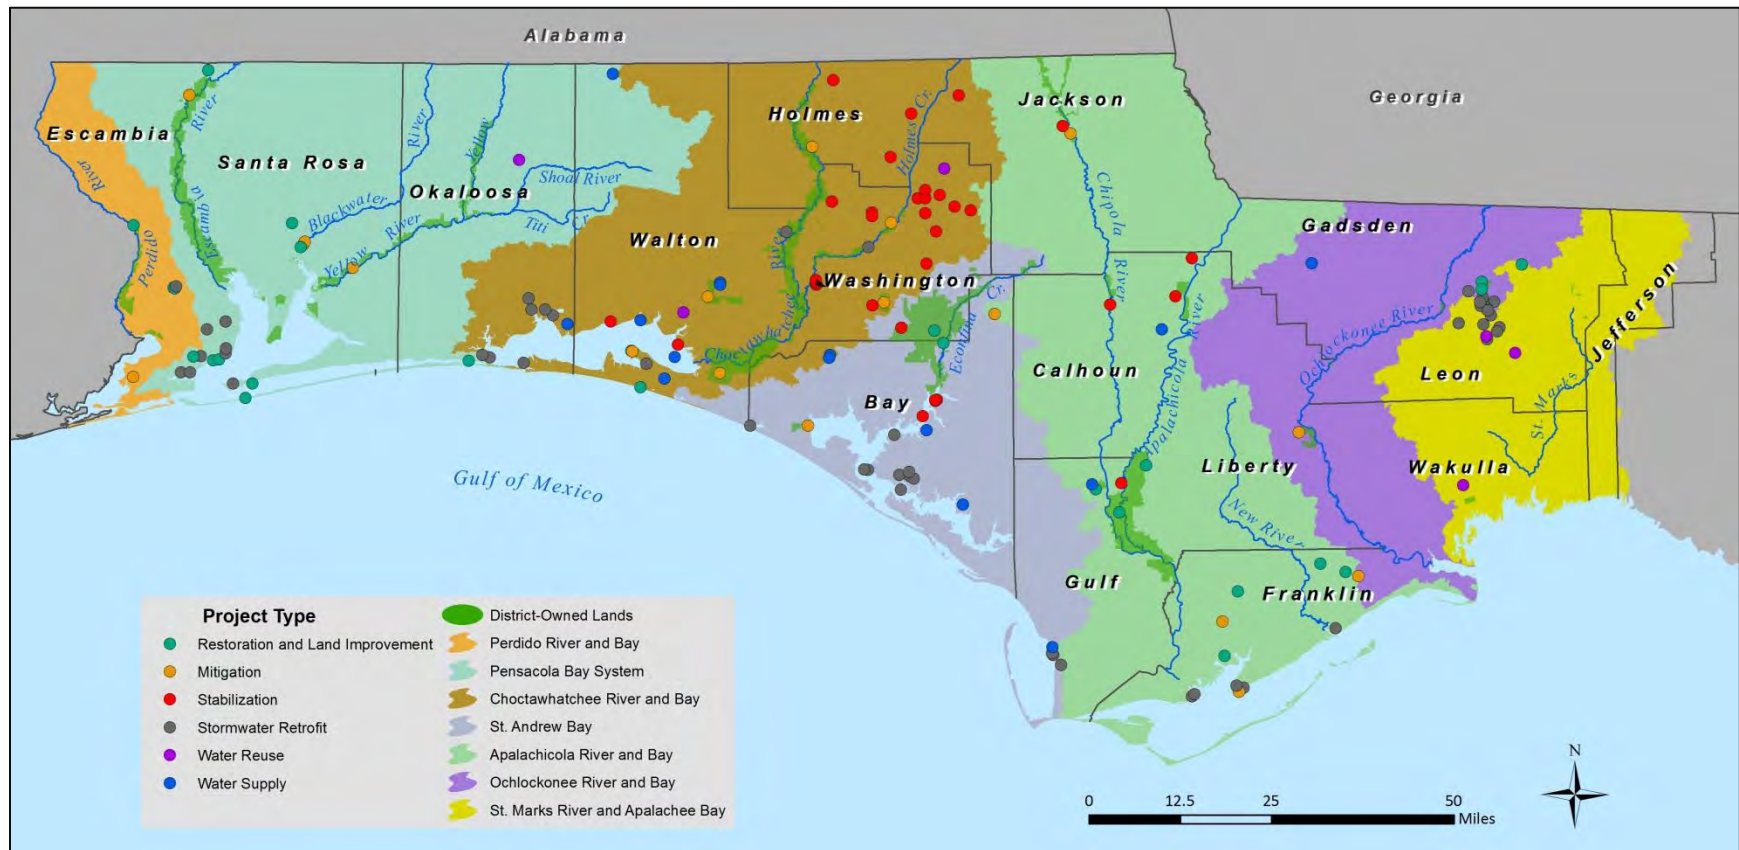 Alabama
Georgia
Escambia
Santa Rosa
Okaloosa
Walton
Holmes
Washington
Jackson
Bay
Calhoun
Gulf
Liberty
Franklin
Gadsden
Leon
Wakulla
Jefferson
Perdido
River
Escambia
River
Blackwater
River
Yellow
River
Yellow
Shoal River
Titi Cr.
Choctawhatchee
River
Holmes Cr.
Econfina Cr.
Chipola
River
Apalachicola River
New River
Ochlockonee River
St. Marks
Gulf of Mexico
Project Type
Restoration and Land Improvement
Mitigation
Stabilization
Stormwater Retrofit
Water Reuse
Water Supply
District-Owned Lands
Perdido River and Bay
Pensacola Bay System
Choctawhatchee River and Bay
St. Andrew Bay
Apalachicola River and Bay
Ochlockonee River and Bay
St. Marks River and Apalachee Bay
N
0 12.5 25 50
Miles